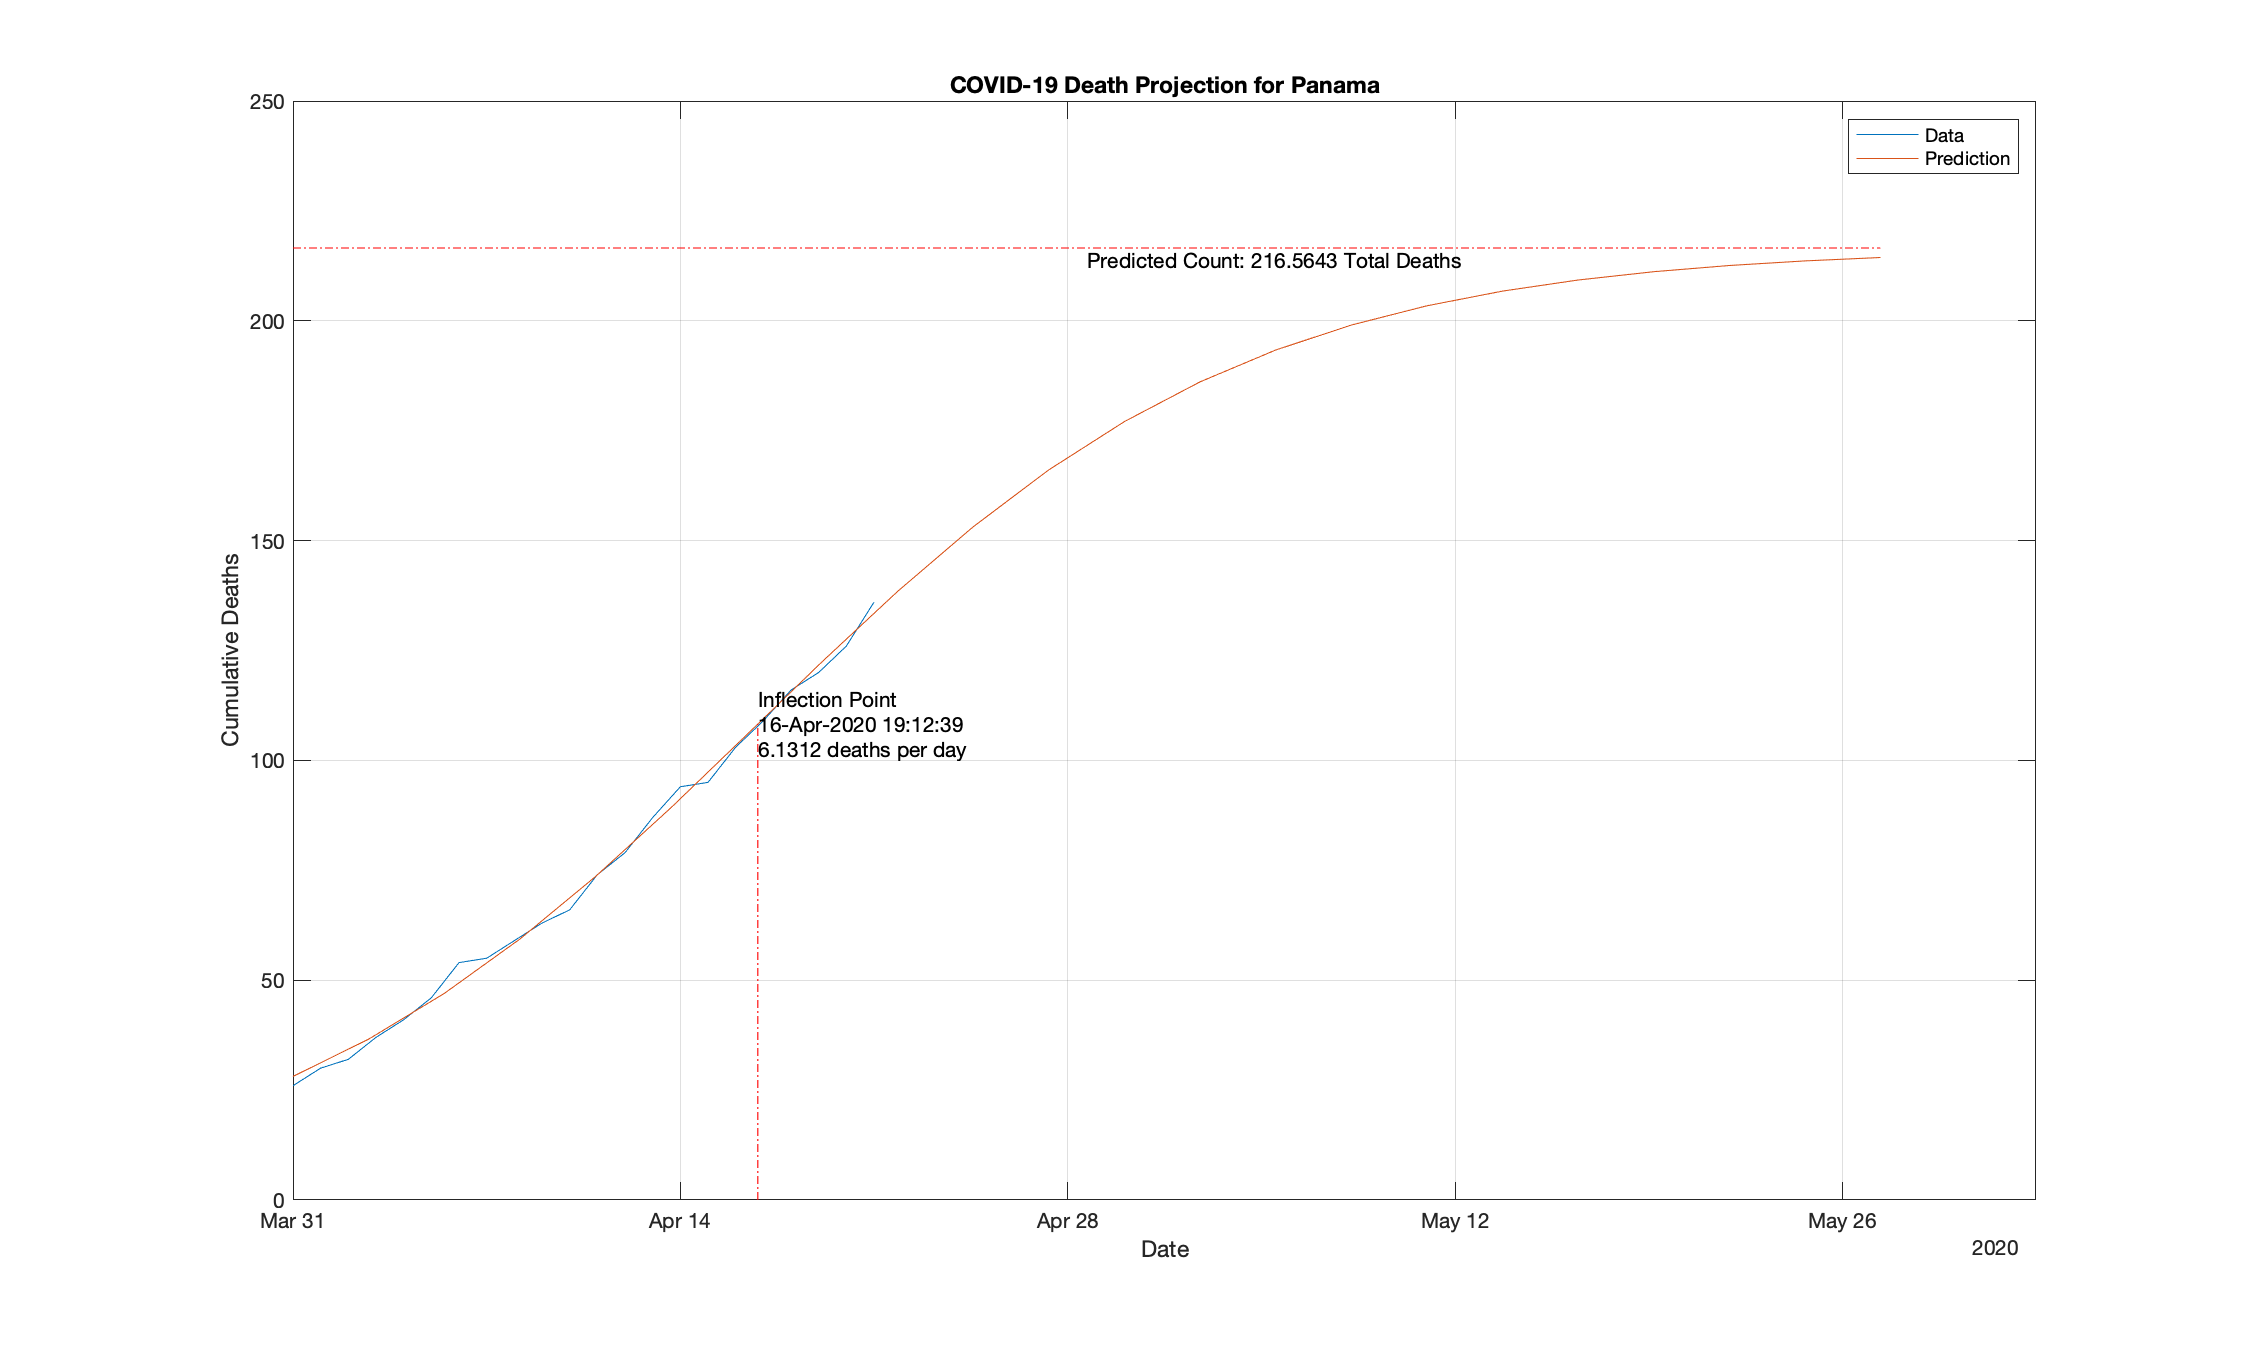 COVID-19 Death Projection for Panama
250
200
150
100
50
0
Cumulative Deaths
Data
Prediction
Predicted Count: 216.5643 Total Deaths
Inflection Point
16-Apr-2020 19:12:39
6.1312 deaths per day
Mar 31 Apr 14 Apr 28 May 12 May 26
Date
2020